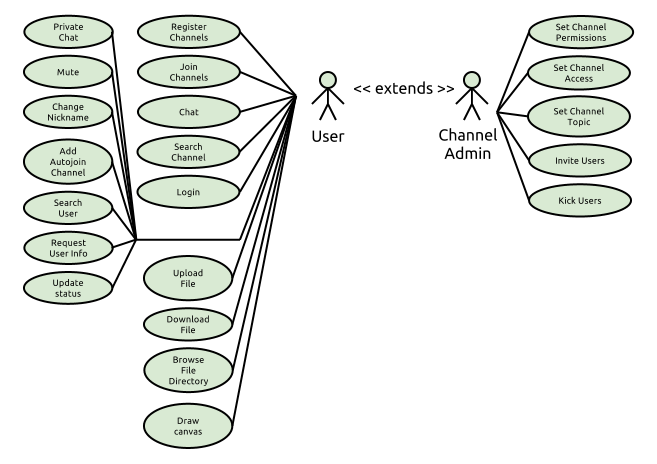 Private
Chat
Mute
Change
Nickname
Add
Autojoin
Channel
Search
User
Request
User Info
Update
status
Register
Channels
Join
Channels
Chat
Search
Channel
Login
Upload
File
Download
File
Browse
File
Directory
Draw
canvas
User
<< extends >>
Channel
Admin
Set Channel
Permissions
Set Channel
Access
Set Channel
Topic
Invite Users
Kick Users